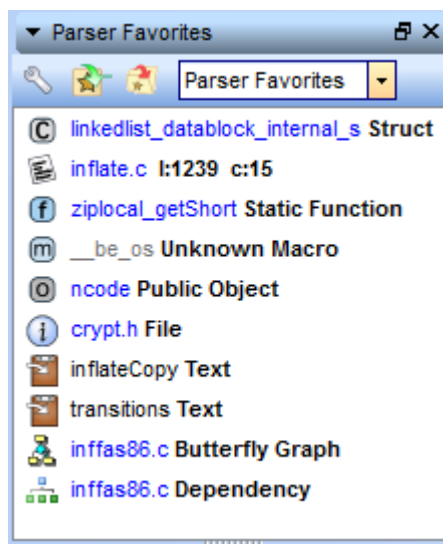 Parser Favorites
Parser Favorites
C linkedlist_datablock_internal_s Struct
inflate.c l:1239 c:15
f ziplocal_getShort Static Function
m __be_os Unknown Macro
O ncode Public Object
i crypt.h File
inflateCopy Text
transitions Text
inffas86.c Butterfly Graph
inffas86.c Dependency